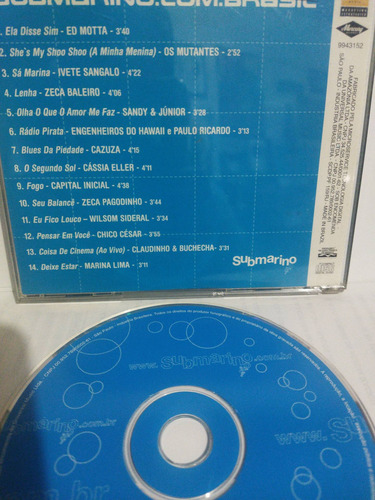 SUBMARINO.COM.BRASIL
1. Ela Disse Sim - ED MOTTA - 3'40
2. She's My Shoo Shoo (A Minha Menina) - OS MUTANTES - 2'52
3. Sá Marina - IVETE SANGALO - 4'22
4. Lenha - ZECA BALEIRO - 4'06
5. Olha O Que O Amor Me Faz - SANDY & JÚNIOR - 3'28
6. Rádio Pirata - ENGENHEIROS DO HAWAII e PAULO RICARDO - 3'13
7. Blues Da Piedade - CAZUZA - 4'15
8. O Segundo Sol - CÁSSIA ELLER - 4'11
9. Fogo - CAPITAL INICIAL - 4'38
10. Seu Balancê - ZECA PAGODINHO - 3'44
11. Eu Fico Louco - WILSOM SIDERAL - 3'34
12. Pensar Em Você - CHICO CÉSAR - 3'55
13. Coisa De Cinema (Ao Vivo) - CLAUDINHO & BUCHECHA - 3'31
14. Deixe Estar - MARINA LIMA - 3'11
submarino
Mercury
9943152
www.submarino.com.br
www.sub
o.br